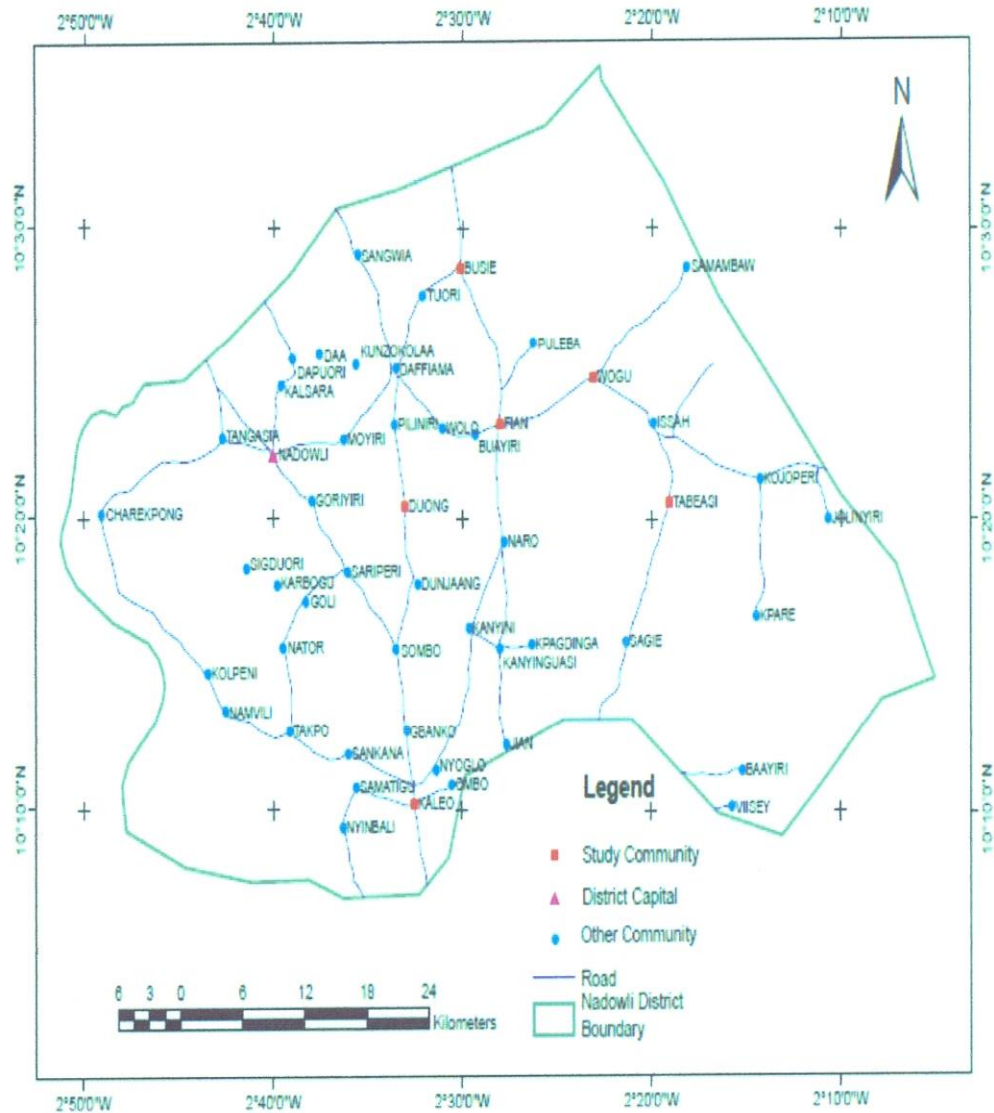 2°50'0"W 2°40'0"W 2°30'0"W 2°20'0"W 2°10'0"W
N
10°30'0"N 10°30'0"N
SANGWIA
BUSIE
SAMAMBAW
TUORI
PULEBA
DAA
KUNZOKOLAA
DAPUORI
DAFFIAMA
WOGU
KALSARA
PILINIRI
WOLO
FIAN
ISSAH
TANGASIA
MOYIRI
BUAYIRI
NADOWLI
KOJOPERI
GORIYIRI
DUONG
TABEASI
CHAREKPONG
JOLINYIRI
10°20'0"N 10°20'0"N
NARO
SIGDUORI
SARIPERI
KARBOGU
DUNJAANG
GOLI
KPARE
KANYINI
NATOR
SOMBO
KPAGDINGA
SAGIE
KANYINGUASI
KOLPENI
NAMVILI
TAKPO
GBANKO
JIAN
SANKANA
NYOGLO
BAAYIRI
SAMATIGU
OMBO
KALEO
VIISEY
10°10'0"N 10°10'0"N
NYINBALI
Legend
Study Community
District Capital
Other Community
Road
Nadowli District
Boundary
6 3 0 6 12 18 24
Kilometers
2°50'0"W 2°40'0"W 2°30'0"W 2°20'0"W 2°10'0"W